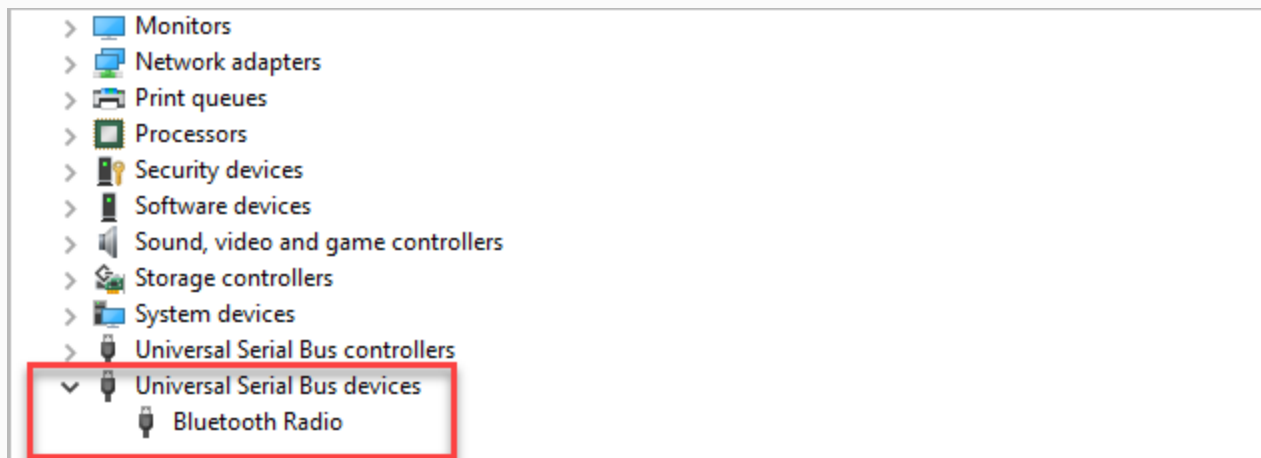 Monitors
Network adapters
Print queues
Processors
Security devices
Software devices
Sound, video and game controllers
Storage controllers
System devices
Universal Serial Bus controllers
Universal Serial Bus devices
Bluetooth Radio